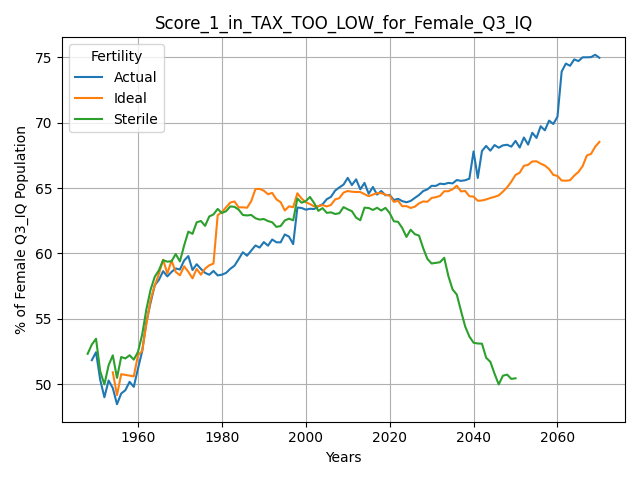 Score_1_in_TAX_TOO_LOW_for_Female_Q3_IQ
Fertility
Actual
Ideal
Sterile
% of Female Q3_IQ Population
75
70
65
60
55
50
1960
1980
2000
2020
2040
2060
Years